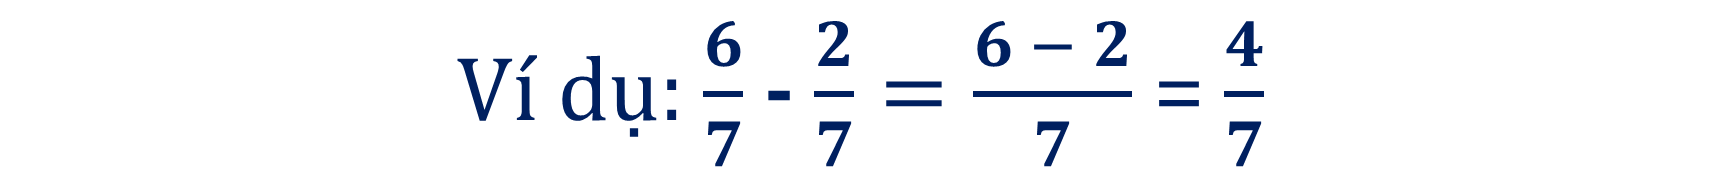 Ví dụ: 6/7 - 2/7 = (6 − 2)/7 = 4/7